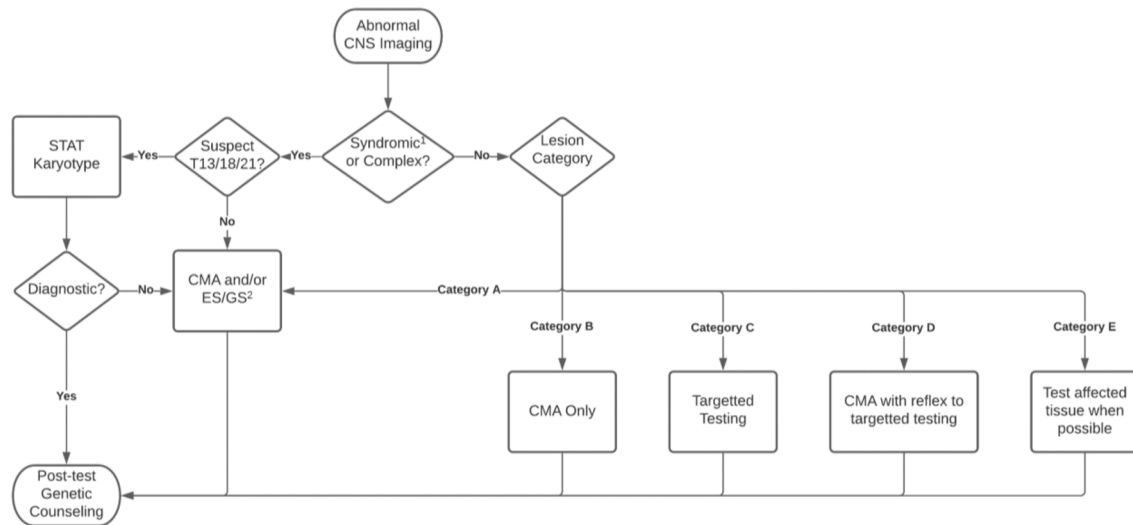 Abnormal
CNS Imaging
STAT
Karyotype
Yes
Suspect
T13/18/21?
Yes
Syndromic¹
or Complex?
No
Lesion
Category
No
Diagnostic?
No
CMA and/or
ES/GS²
Category A
Category B
Category C
Category D
Category E
CMA Only
Targetted
Testing
CMA with reflex to
targetted testing
Test affected
tissue when
possible
Yes
Post-test
Genetic
Counseling